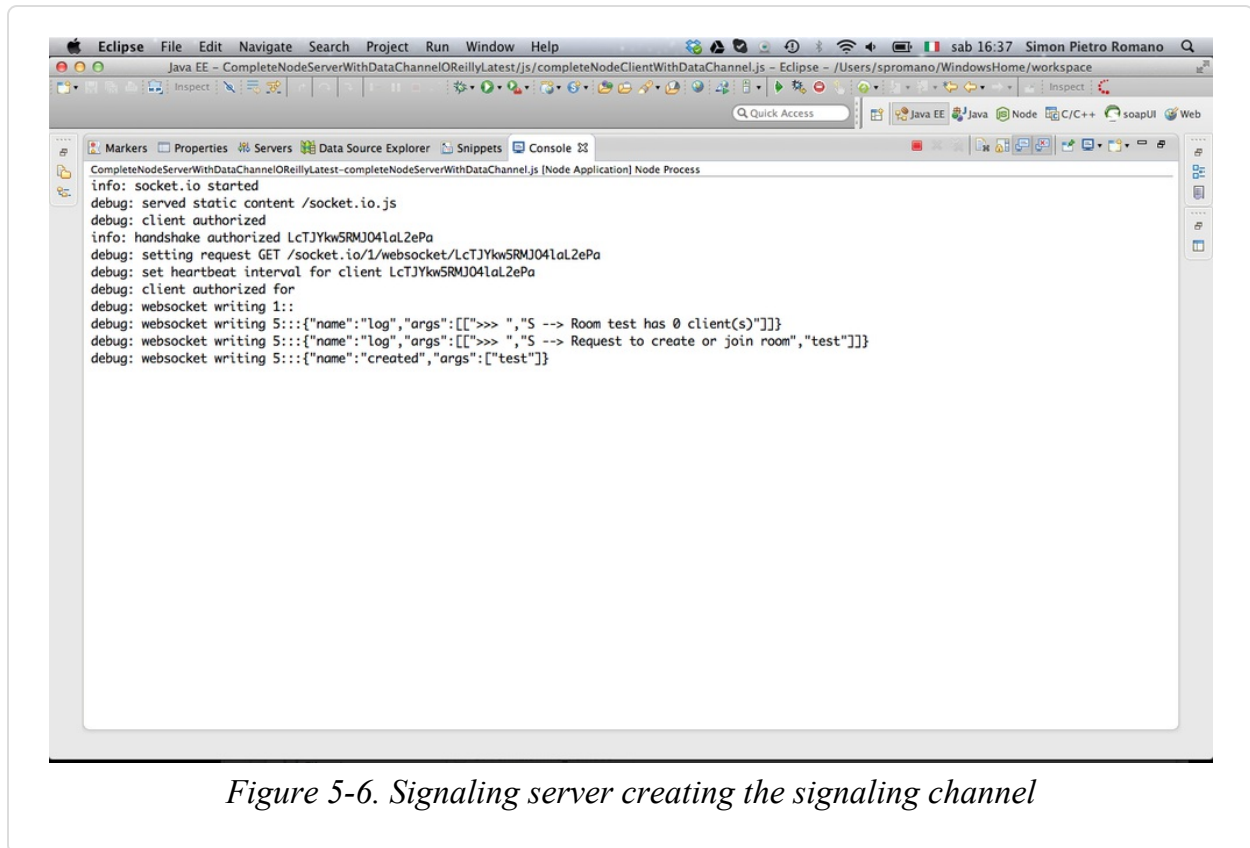 Eclipse File Edit Navigate Search Project Run Window Help sab 16:37 Simon Pietro Romano
Java EE – CompleteNodeServerWithDataChannelOReillyLatest/js/completeNodeClientWithDataChannel.js – Eclipse – /Users/spromano/WindowsHome/workspace
Inspect Inspect
Quick Access Java EE Java Node C/C++ soapUI Web
Markers Properties Servers Data Source Explorer Snippets Console
CompleteNodeServerWithDataChannelOReillyLatest-completeNodeServerWithDataChannel.js [Node Application] Node Process
info: socket.io started
debug: served static content /socket.io.js
debug: client authorized
info: handshake authorized LcTJYkw5RMJO4laL2ePa
debug: setting request GET /socket.io/1/websocket/LcTJYkw5RMJO4laL2ePa
debug: set heartbeat interval for client LcTJYkw5RMJO4laL2ePa
debug: client authorized for
debug: websocket writing 1::
debug: websocket writing 5:::{"name":"log","args":[[">>> ","S --> Room test has 0 client(s)"]]}
debug: websocket writing 5:::{"name":"log","args":[[">>> ","S --> Request to create or join room","test"]]}
debug: websocket writing 5:::{"name":"created","args":["test"]}
Figure 5-6. Signaling server creating the signaling channel